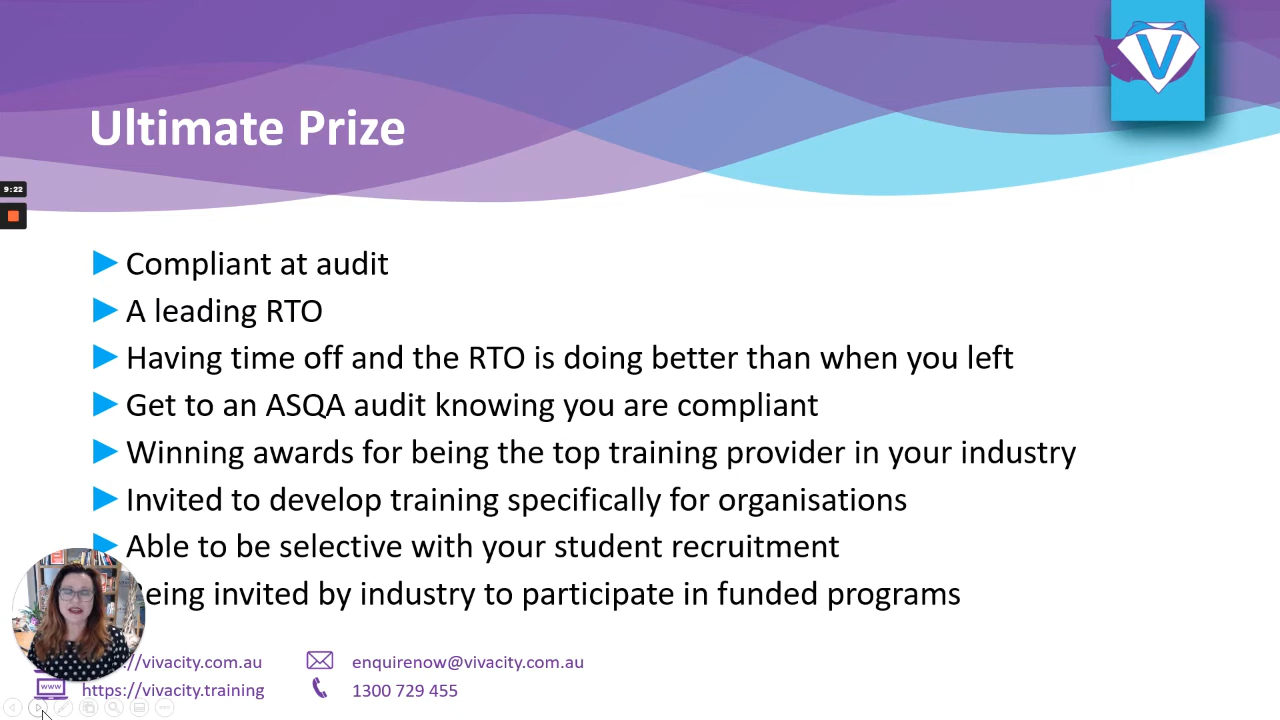 V
Ultimate Prize
9:22
Compliant at audit
A leading RTO
Having time off and the RTO is doing better than when you left
Get to an ASQA audit knowing you are compliant
Winning awards for being the top training provider in your industry
Invited to develop training specifically for organisations
Able to be selective with your student recruitment
eing invited by industry to participate in funded programs
//vivacity.com.au
enquirenow@vivacity.com.au
www
https://vivacity.training
1300 729 455